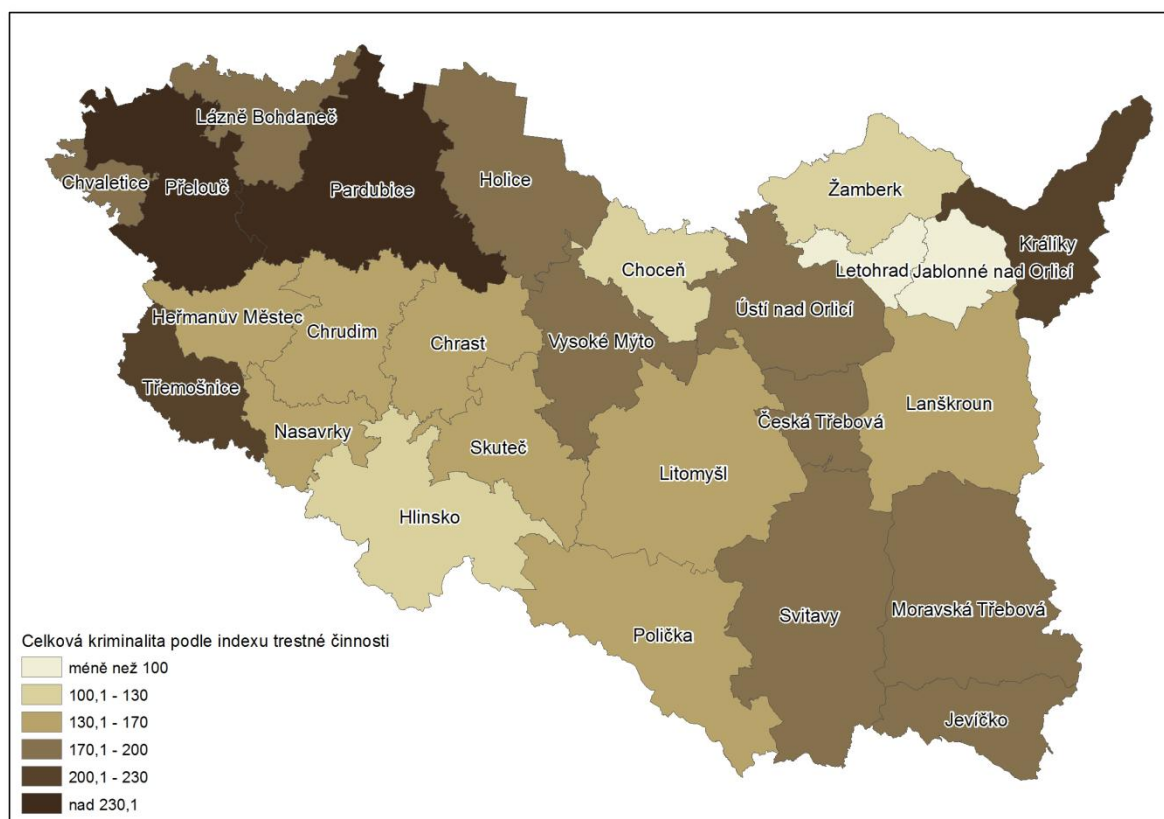 Lázně Bohdaneč
Chvaletice
Přelouč
Pardubice
Holice
Žamberk
Králíky
Choceň
Letohrad
Jablonné nad Orlicí
Ústí nad Orlicí
Heřmanův Městec
Chrudim
Chrast
Vysoké Mýto
Třemošnice
Lanškroun
Nasavrky
Skuteč
Česká Třebová
Litomyšl
Hlinsko
Moravská Třebová
Svitavy
Polička
Jevíčko
Celková kriminalita podle indexu trestné činnosti
méně než 100
100,1 - 130
130,1 - 170
170,1 - 200
200,1 - 230
nad 230,1